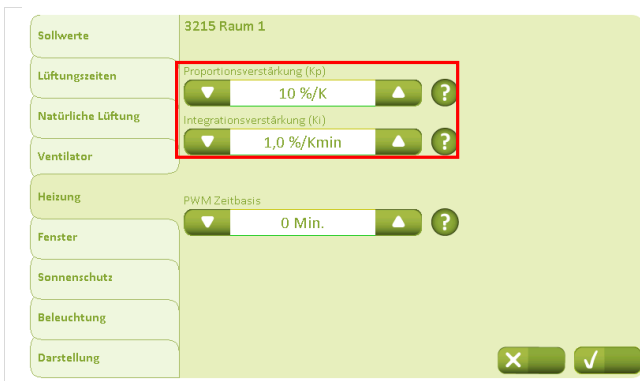 3215 Raum 1
Sollwerte
Lüftungszeiten
Natürliche Lüftung
Ventilator
Heizung
Fenster
Sonnenschutz
Beleuchtung
Darstellung
Proportionsverstärkung (Kp)
10 %/K
?
Integrationsverstärkung (Ki)
1,0 %/Kmin
?
PWM Zeitbasis
0 Min.
?